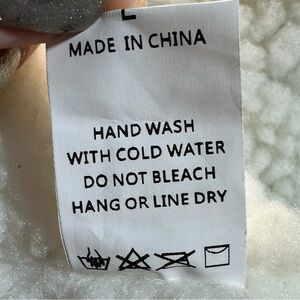 L
MADE IN CHINA
HAND WASH
WITH COLD WATER
DO NOT BLEACH
HANG OR LINE DRY